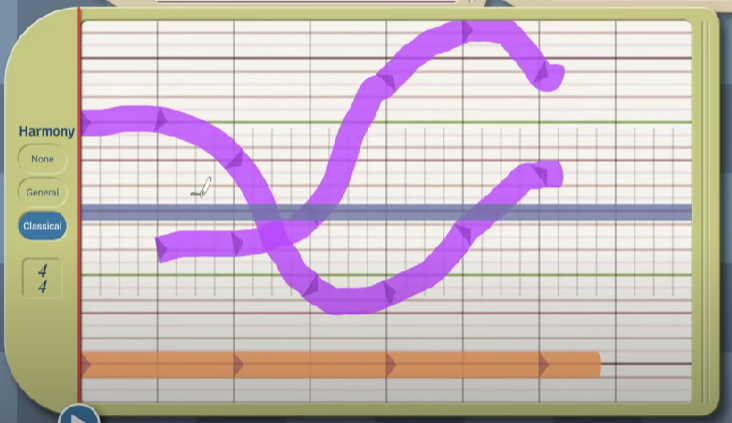 Harmony
None
General
Classical
4
4